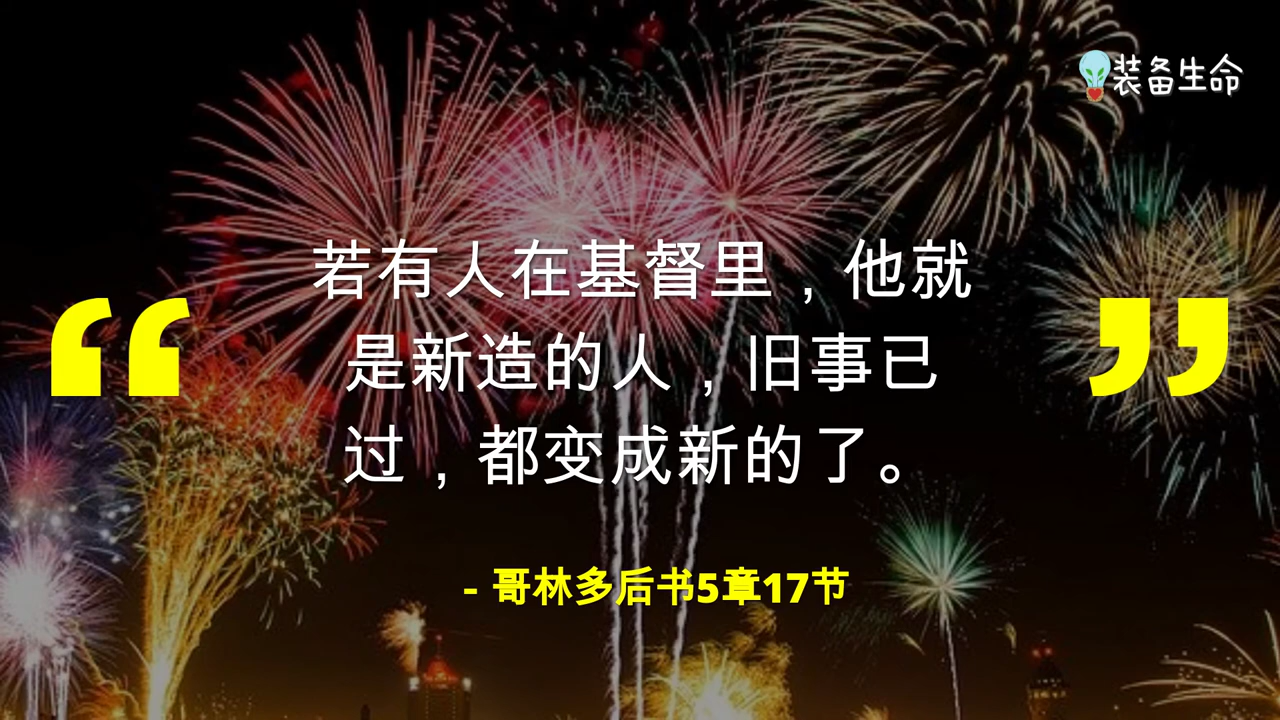 装备生命
“
若有人在基督里，他就
是新造的人，旧事已
过，都变成新的了。
”
- 哥林多后书5章17节